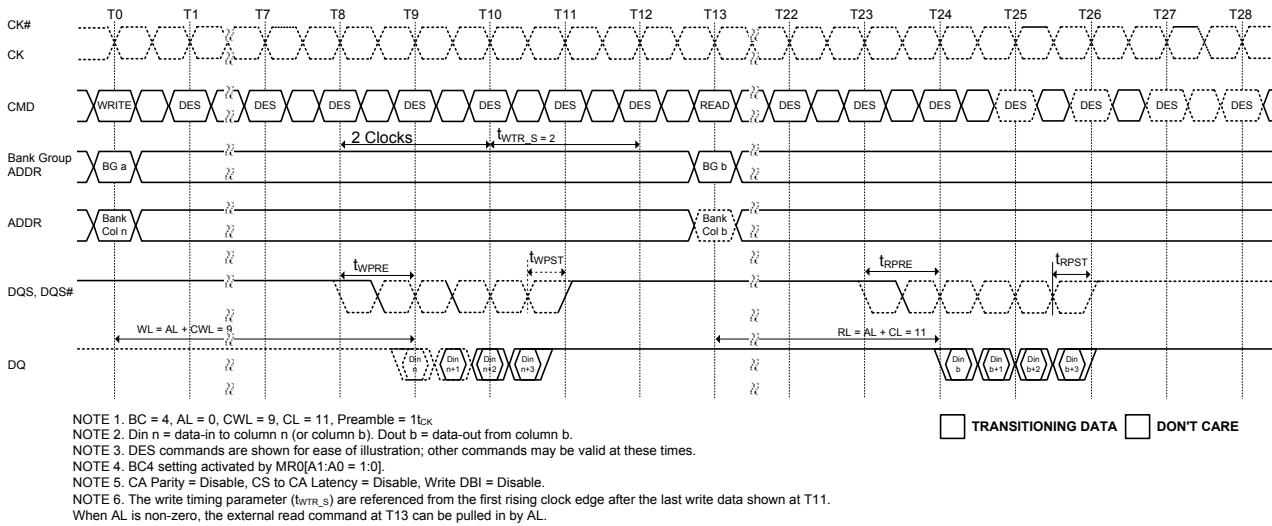 T0 T1 T7 T8 T9 T10 T11 T12 T13 T22 T23 T24 T25 T26 T27 T28
CK#
CK
CMD WRITE DES DES DES DES DES DES DES READ DES DES DES DES DES DES DES
2 Clocks tWTR_S = 2
Bank Group
ADDR
BG a BG b
ADDR
Bank
Col n
Bank
Col b
tWPRE tWPST tRPRE tRPST
DQS, DQS#
WL = AL + CWL = 9 RL = AL + CL = 11
DQ
Din
n
Din
n+1
Din
n+2
Din
n+3
Din
b
Din
b+1
Din
b+2
Din
b+3
NOTE 1. BC = 4, AL = 0, CWL = 9, CL = 11, Preamble = 1tCK
NOTE 2. Din n = data-in to column n (or column b). Dout b = data-out from column b.
NOTE 3. DES commands are shown for ease of illustration; other commands may be valid at these times.
NOTE 4. BC4 setting activated by MR0[A1:A0 = 1:0].
NOTE 5. CA Parity = Disable, CS to CA Latency = Disable, Write DBI = Disable.
NOTE 6. The write timing parameter (tWTR_S) are referenced from the first rising clock edge after the last write data shown at T11.
When AL is non-zero, the external read command at T13 can be pulled in by AL.
TRANSITIONING DATA DON'T CARE